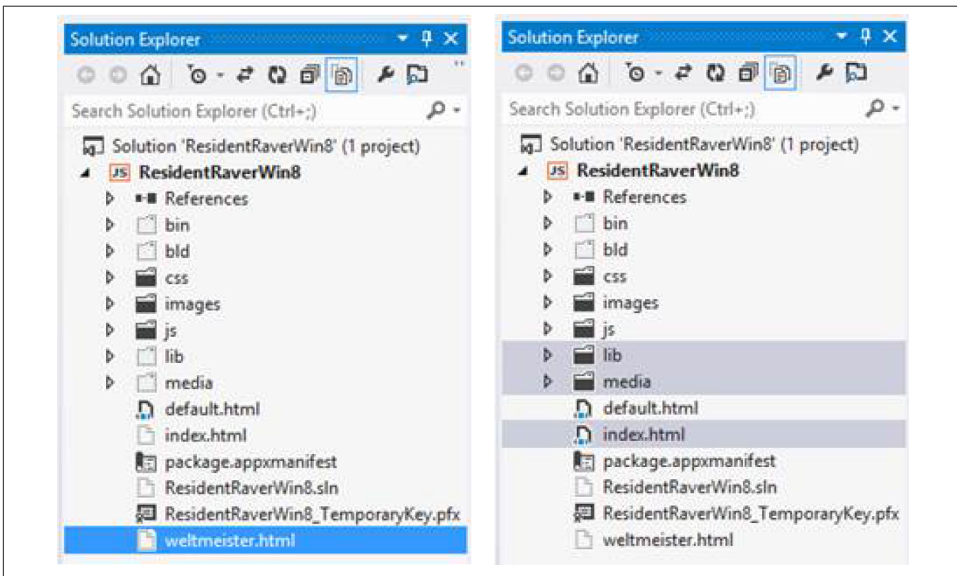 Solution Explorer
Search Solution Explorer (Ctrl+;)
Solution 'ResidentRaverWin8' (1 project)
JS ResidentRaverWin8
References
bin
bld
css
images
js
lib
media
default.html
index.html
package.appxmanifest
ResidentRaverWin8.sln
ResidentRaverWin8_TemporaryKey.pfx
weltmeister.html
Solution Explorer
Search Solution Explorer (Ctrl+;)
Solution 'ResidentRaverWin8' (1 project)
JS ResidentRaverWin8
References
bin
bld
css
images
js
lib
media
default.html
index.html
package.appxmanifest
ResidentRaverWin8.sln
ResidentRaverWin8_TemporaryKey.pfx
weltmeister.html